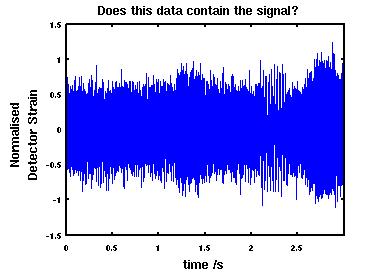 Does this data contain the signal?
1.5
1
0.5
0
-0.5
-1
-1.5
Normalised
Detector Strain
0 0.5 1 1.5 2 2.5
time /s